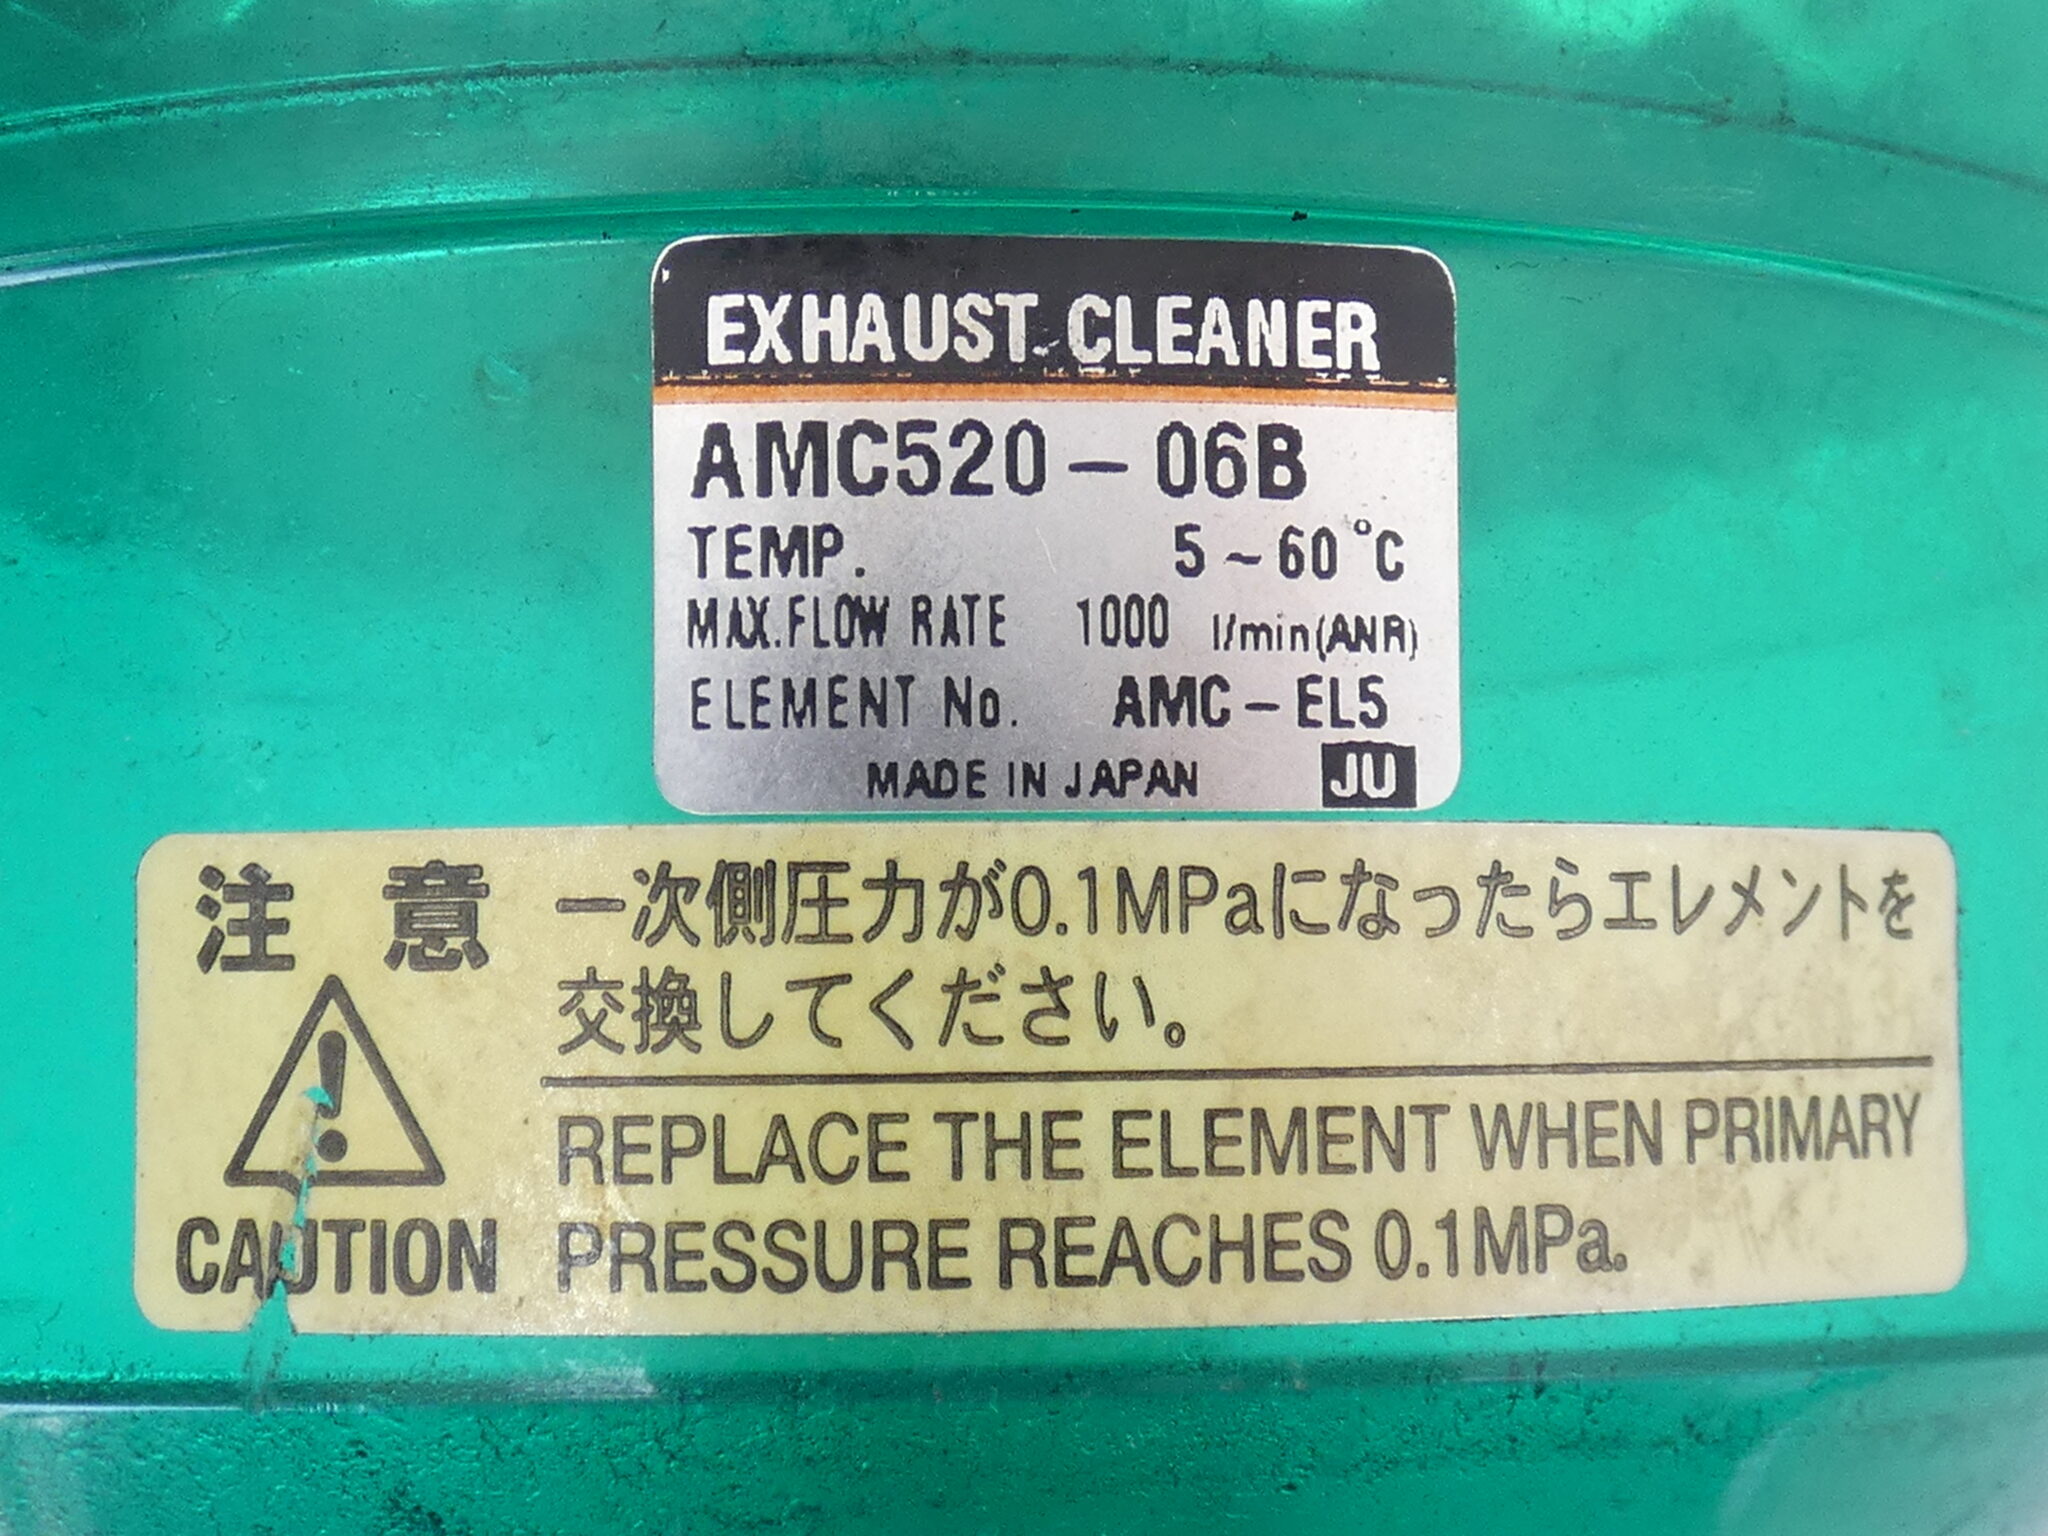 EXHAUST CLEANER
AMC520-06B
TEMP. 5~60°C
MAX.FLOW RATE 1000 l/min(ANR)
ELEMENT No. AMC-EL5
MADE IN JAPAN JU
注意
一次側圧力が0.1MPaになったらエレメントを
交換してください。
CAUTION
REPLACE THE ELEMENT WHEN PRIMARY
PRESSURE REACHES 0.1MPa.